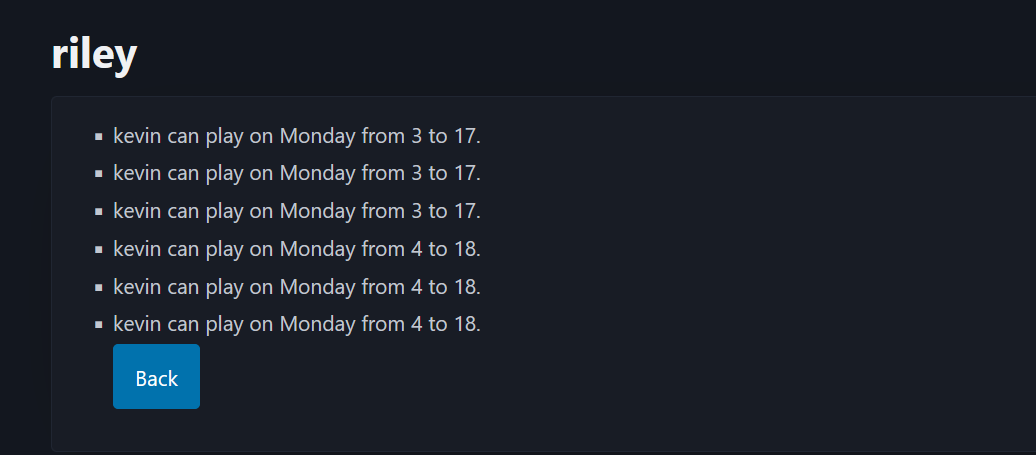 riley
kevin can play on Monday from 3 to 17.
kevin can play on Monday from 3 to 17.
kevin can play on Monday from 3 to 17.
kevin can play on Monday from 4 to 18.
kevin can play on Monday from 4 to 18.
kevin can play on Monday from 4 to 18.
Back